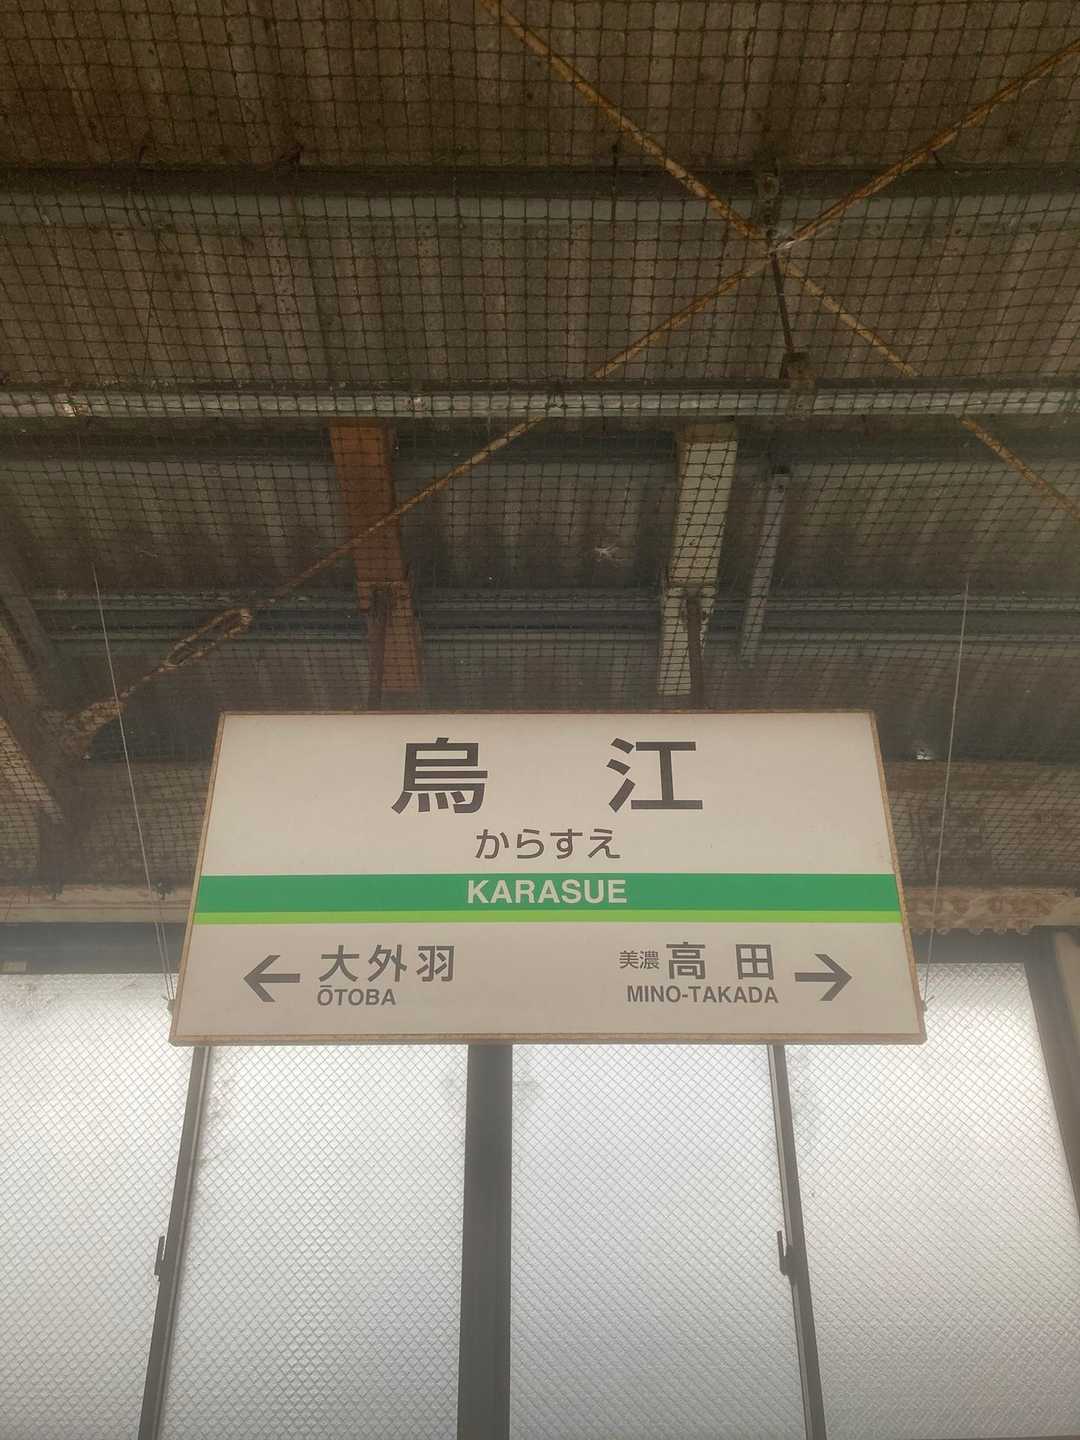 烏江
からすえ
KARASUE
← 大外羽
ŌTOBA
美濃高田 →
MINO-TAKADA